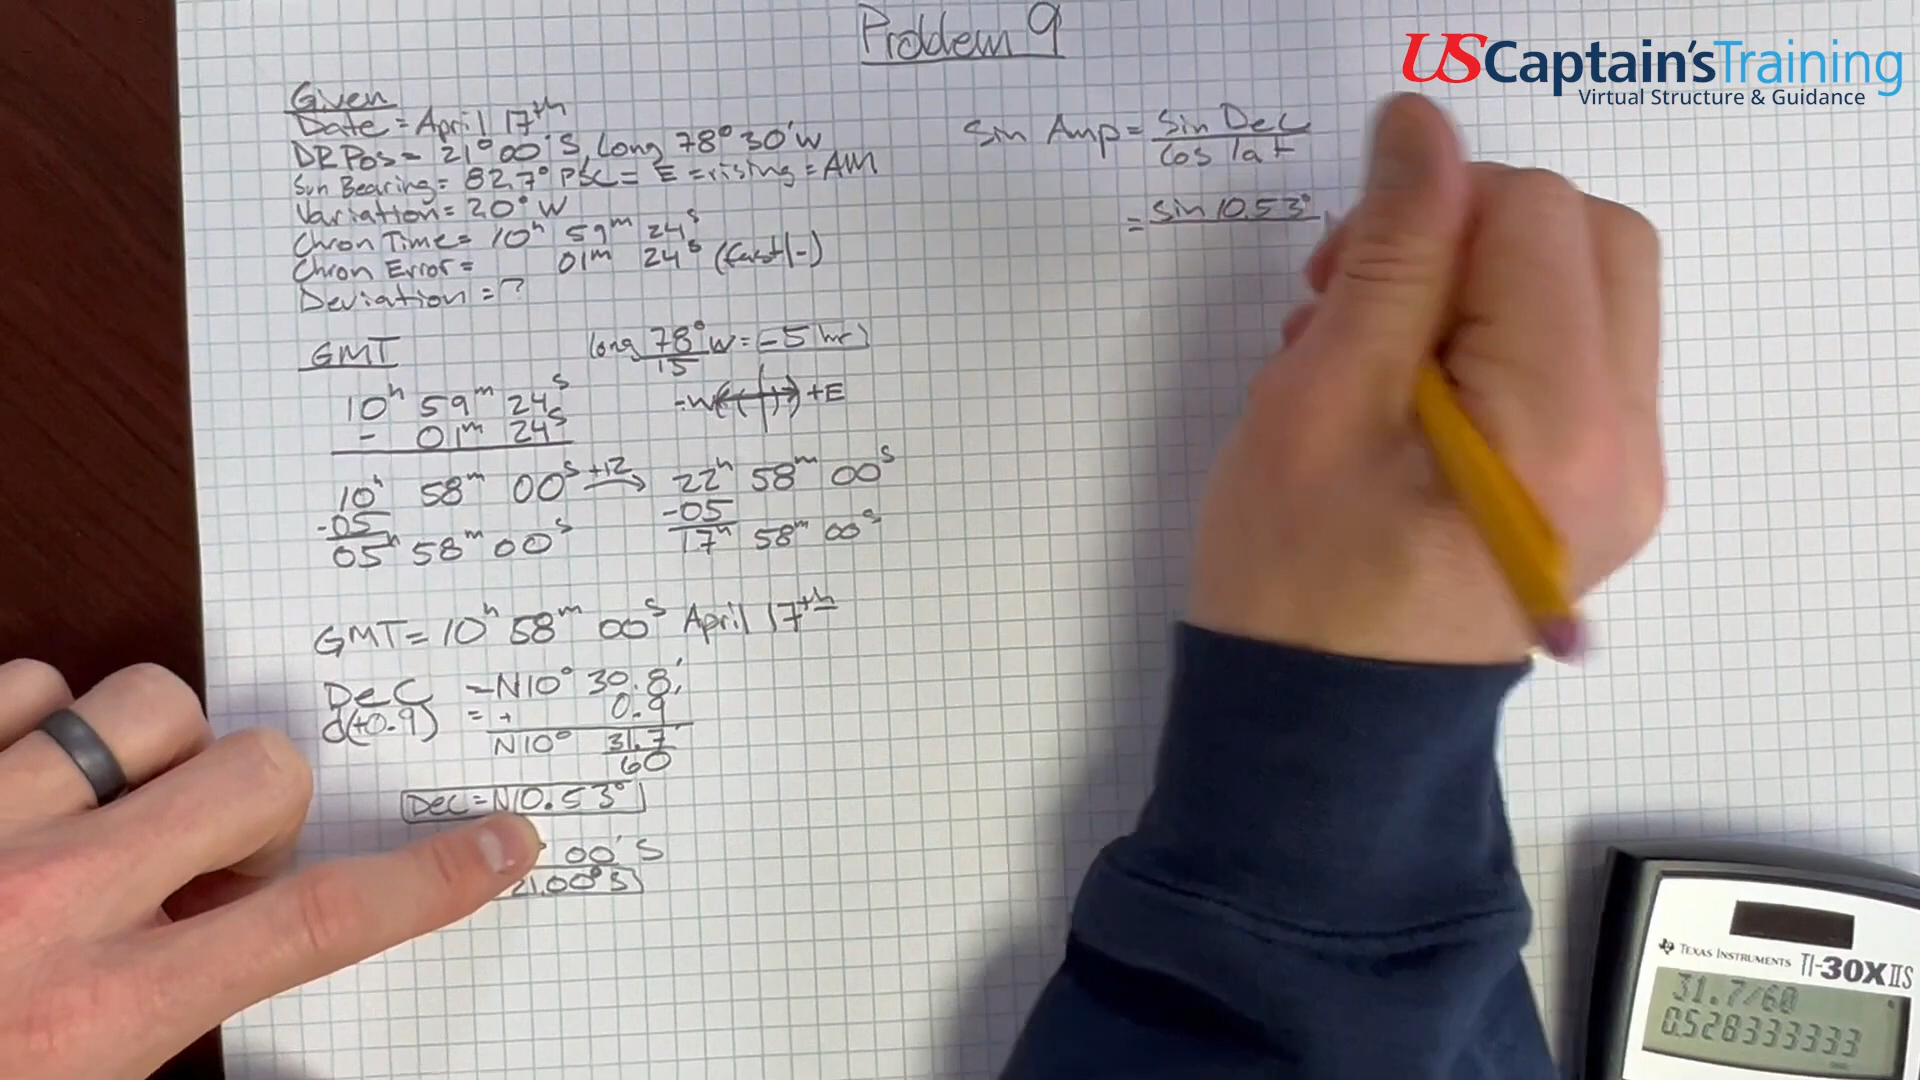 Problem 9
USCaptain'sTraining
Virtual Structure & Guidance
Given
Date = April 17th
DR Pos = 21° 00'S, Long 78° 30'W
Sun Bearing = 82.7° PSC = E = rising = AM
Variation = 20° W
Chron Time = 10h 59m 24s
Chron Error = 01m 24s (fast/-)
Deviation = ?
GMT
long 78° W = -5 hr
15
10h 59m 24s
- 01m 24s
-W +E
10h 58m 00s +12 → 22h 58m 00s
-05 -05
05h 58m 00s 17h 58m 00s
GMT = 10h 58m 00s April 17th
Dec = N10° 30.8'
d(+0.9) = + 0.9'
N10° 31.7
60
Dec = N10.53°
00' S
21.00°S
Sin Amp = Sin Dec
Cos lat
= Sin 10.53°
TEXAS INSTRUMENTS TI-30X IIS
31.7/60
0.528333333